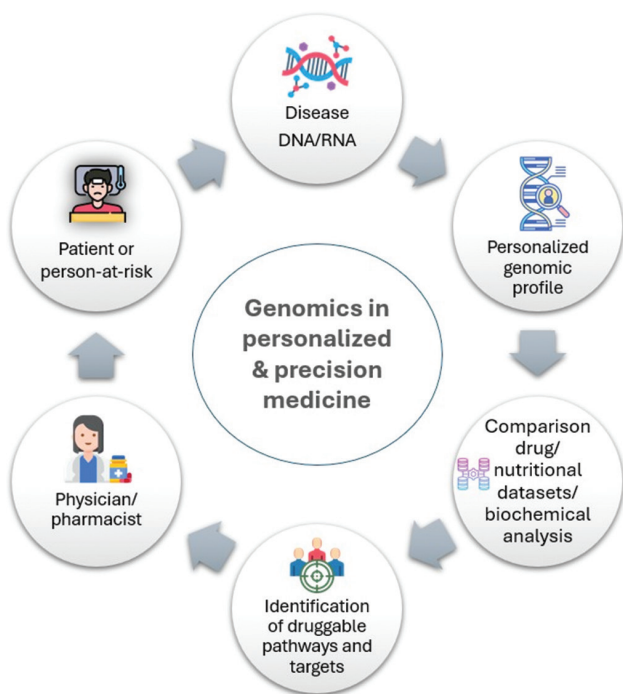 Disease
DNA/RNA
Patient or
person-at-risk
Personalized
genomic
profile
Genomics in
personalized
& precision
medicine
Physician/
pharmacist
Comparison
drug/
nutritional
datasets/
biochemical
analysis
Identification
of druggable
pathways and
targets